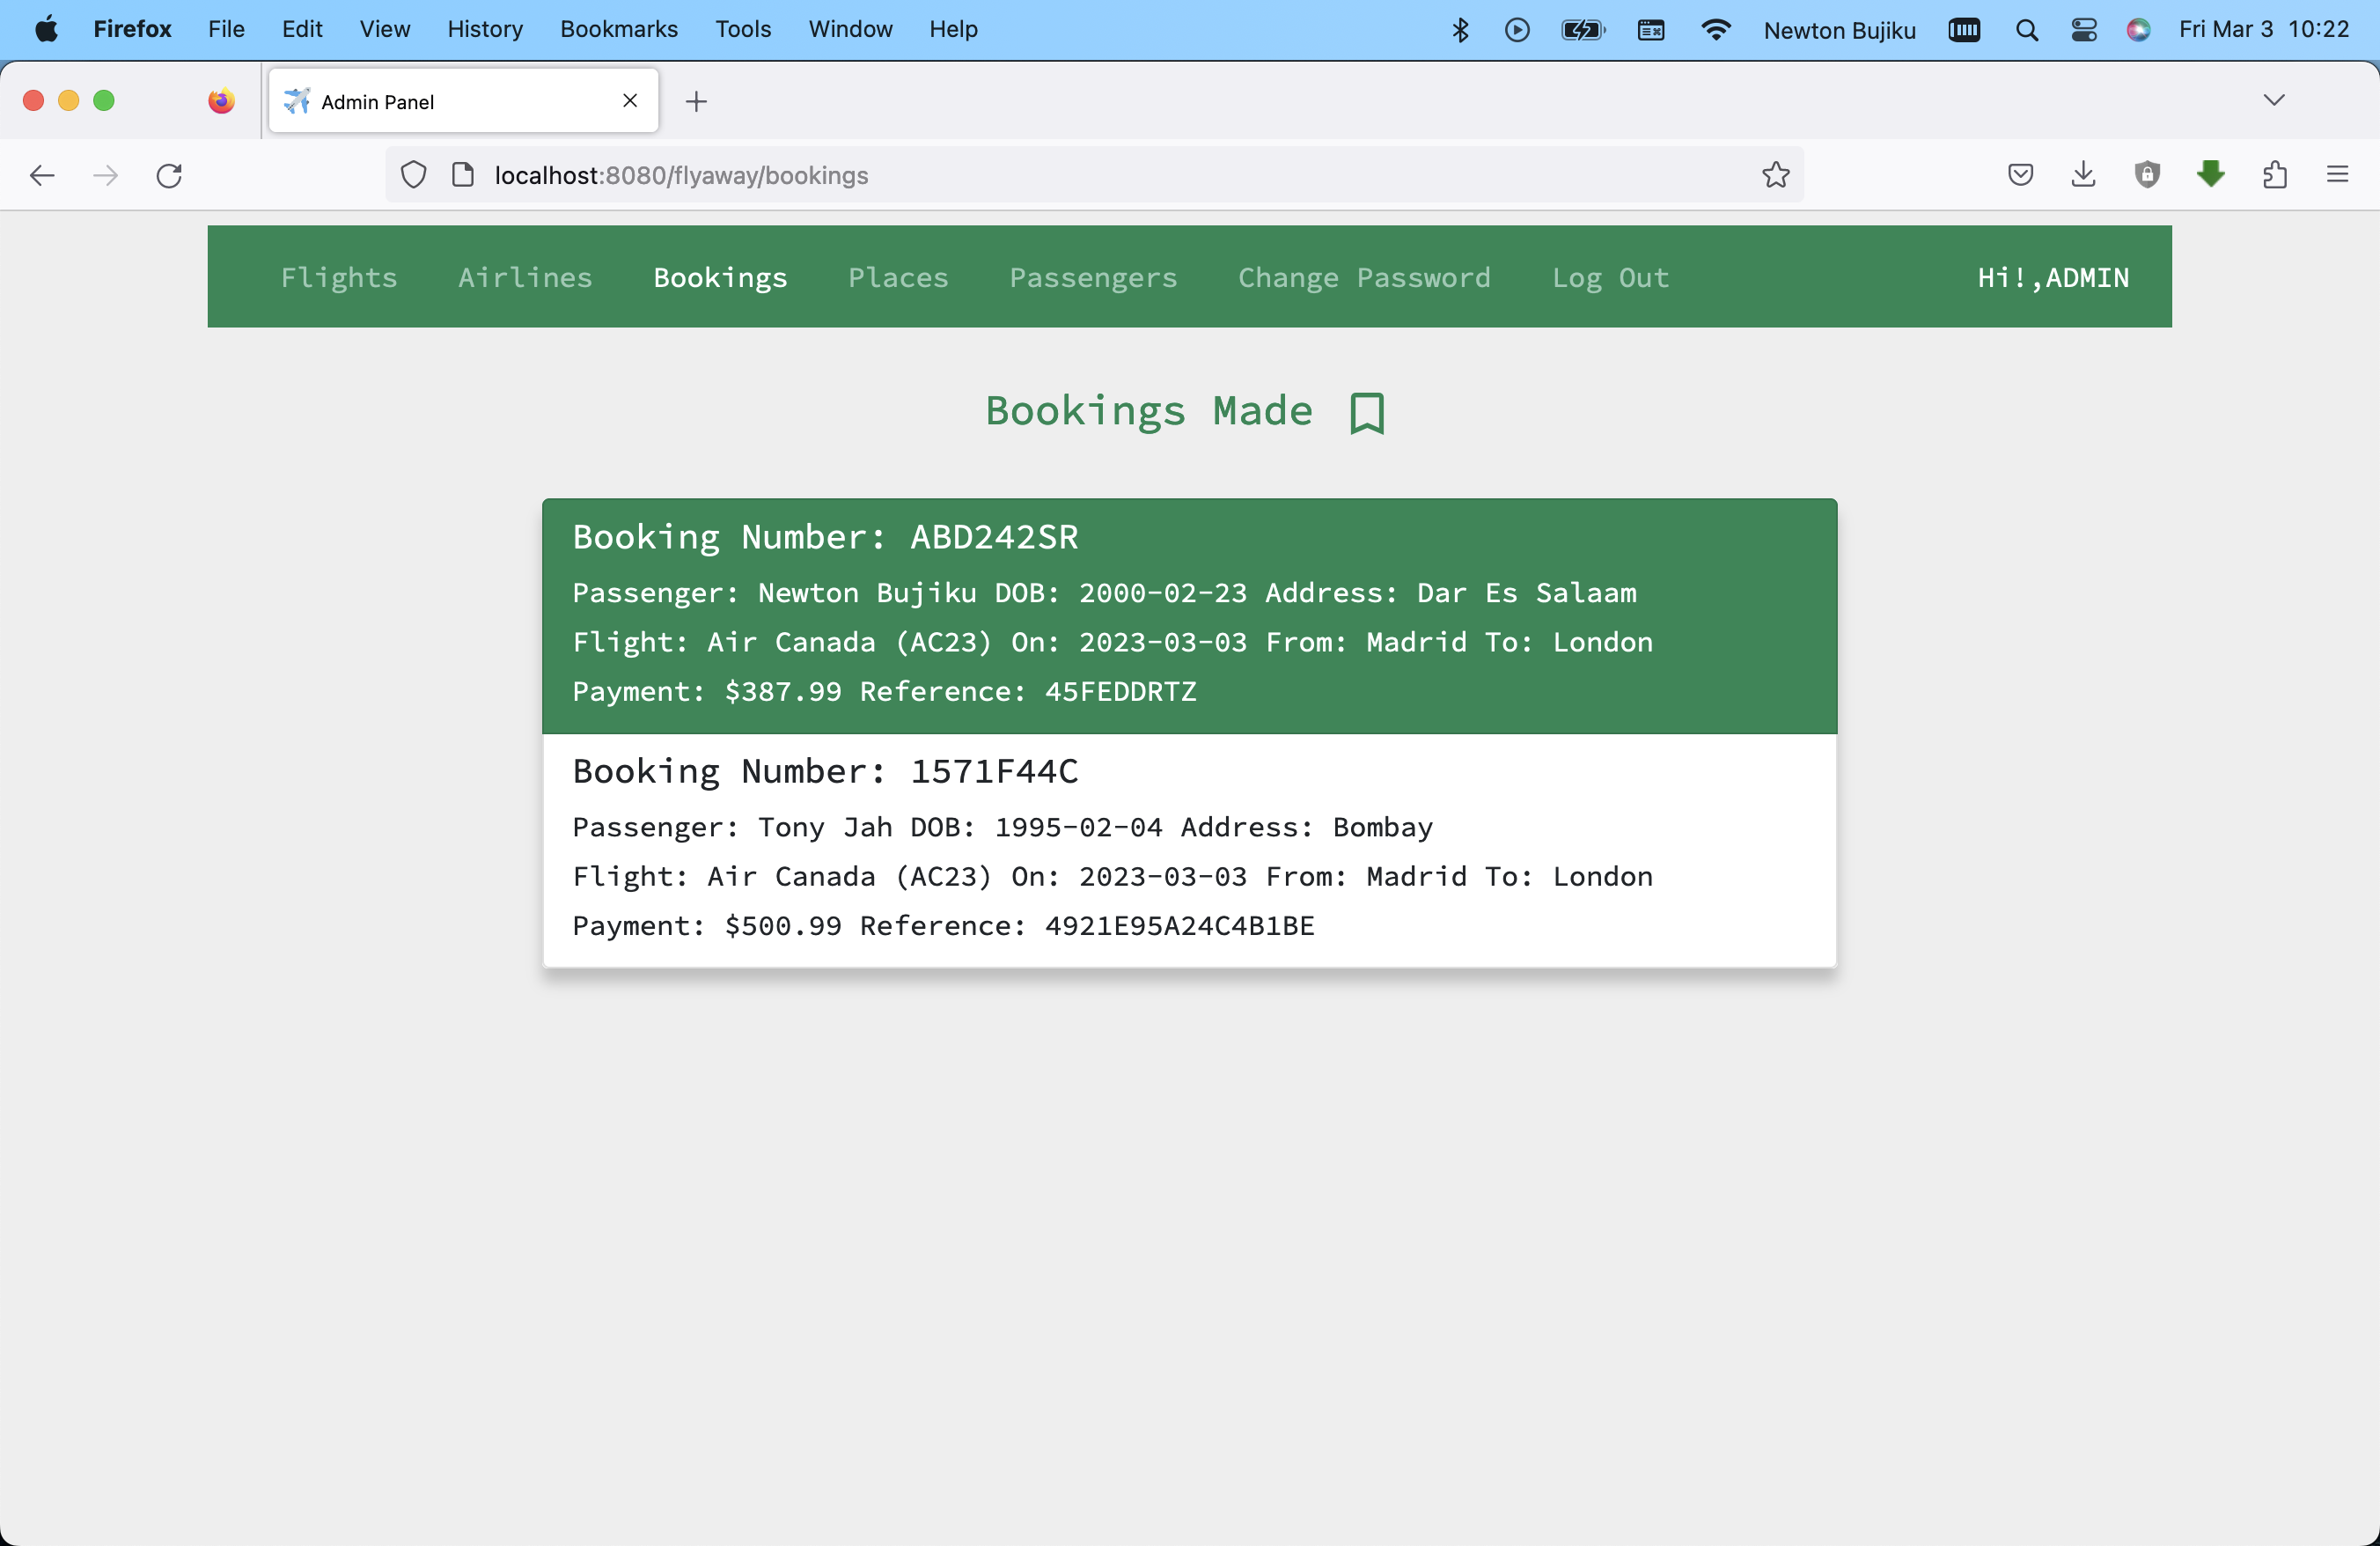 Firefox File Edit View History Bookmarks Tools Window Help Newton Bujiku Fri Mar 3 10:22
Admin Panel
localhost:8080/flyaway/bookings
Flights Airlines Bookings Places Passengers Change Password Log Out Hi!,ADMIN
Bookings Made
Booking Number: ABD242SR
Passenger: Newton Bujiku DOB: 2000-02-23 Address: Dar Es Salaam
Flight: Air Canada (AC23) On: 2023-03-03 From: Madrid To: London
Payment: $387.99 Reference: 45FEDDRTZ
Booking Number: 1571F44C
Passenger: Tony Jah DOB: 1995-02-04 Address: Bombay
Flight: Air Canada (AC23) On: 2023-03-03 From: Madrid To: London
Payment: $500.99 Reference: 4921E95A24C4B1BE